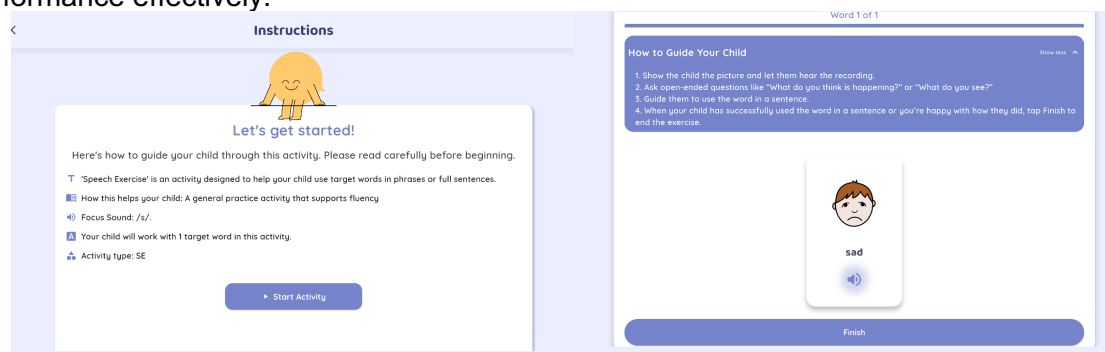 formance effectively.
Instructions
Let's get started!
Here's how to guide your child through this activity. Please read carefully before beginning.
'Speech Exercise' is an activity designed to help your child use target words in phrases or full sentences.
How this helps your child: A general practice activity that supports fluency
Focus Sound: /s/.
Your child will work with 1 target word in this activity.
Activity type: SE
Start Activity
Word 1 of 1
How to Guide Your Child
Show less
1. Show the child the picture and let them hear the recording.
2. Ask open-ended questions like "What do you think is happening?" or "What do you see?"
3. Guide them to use the word in a sentence.
4. When your child has successfully used the word in a sentence or you're happy with how they did, tap Finish to
end the exercise.
sad
Finish